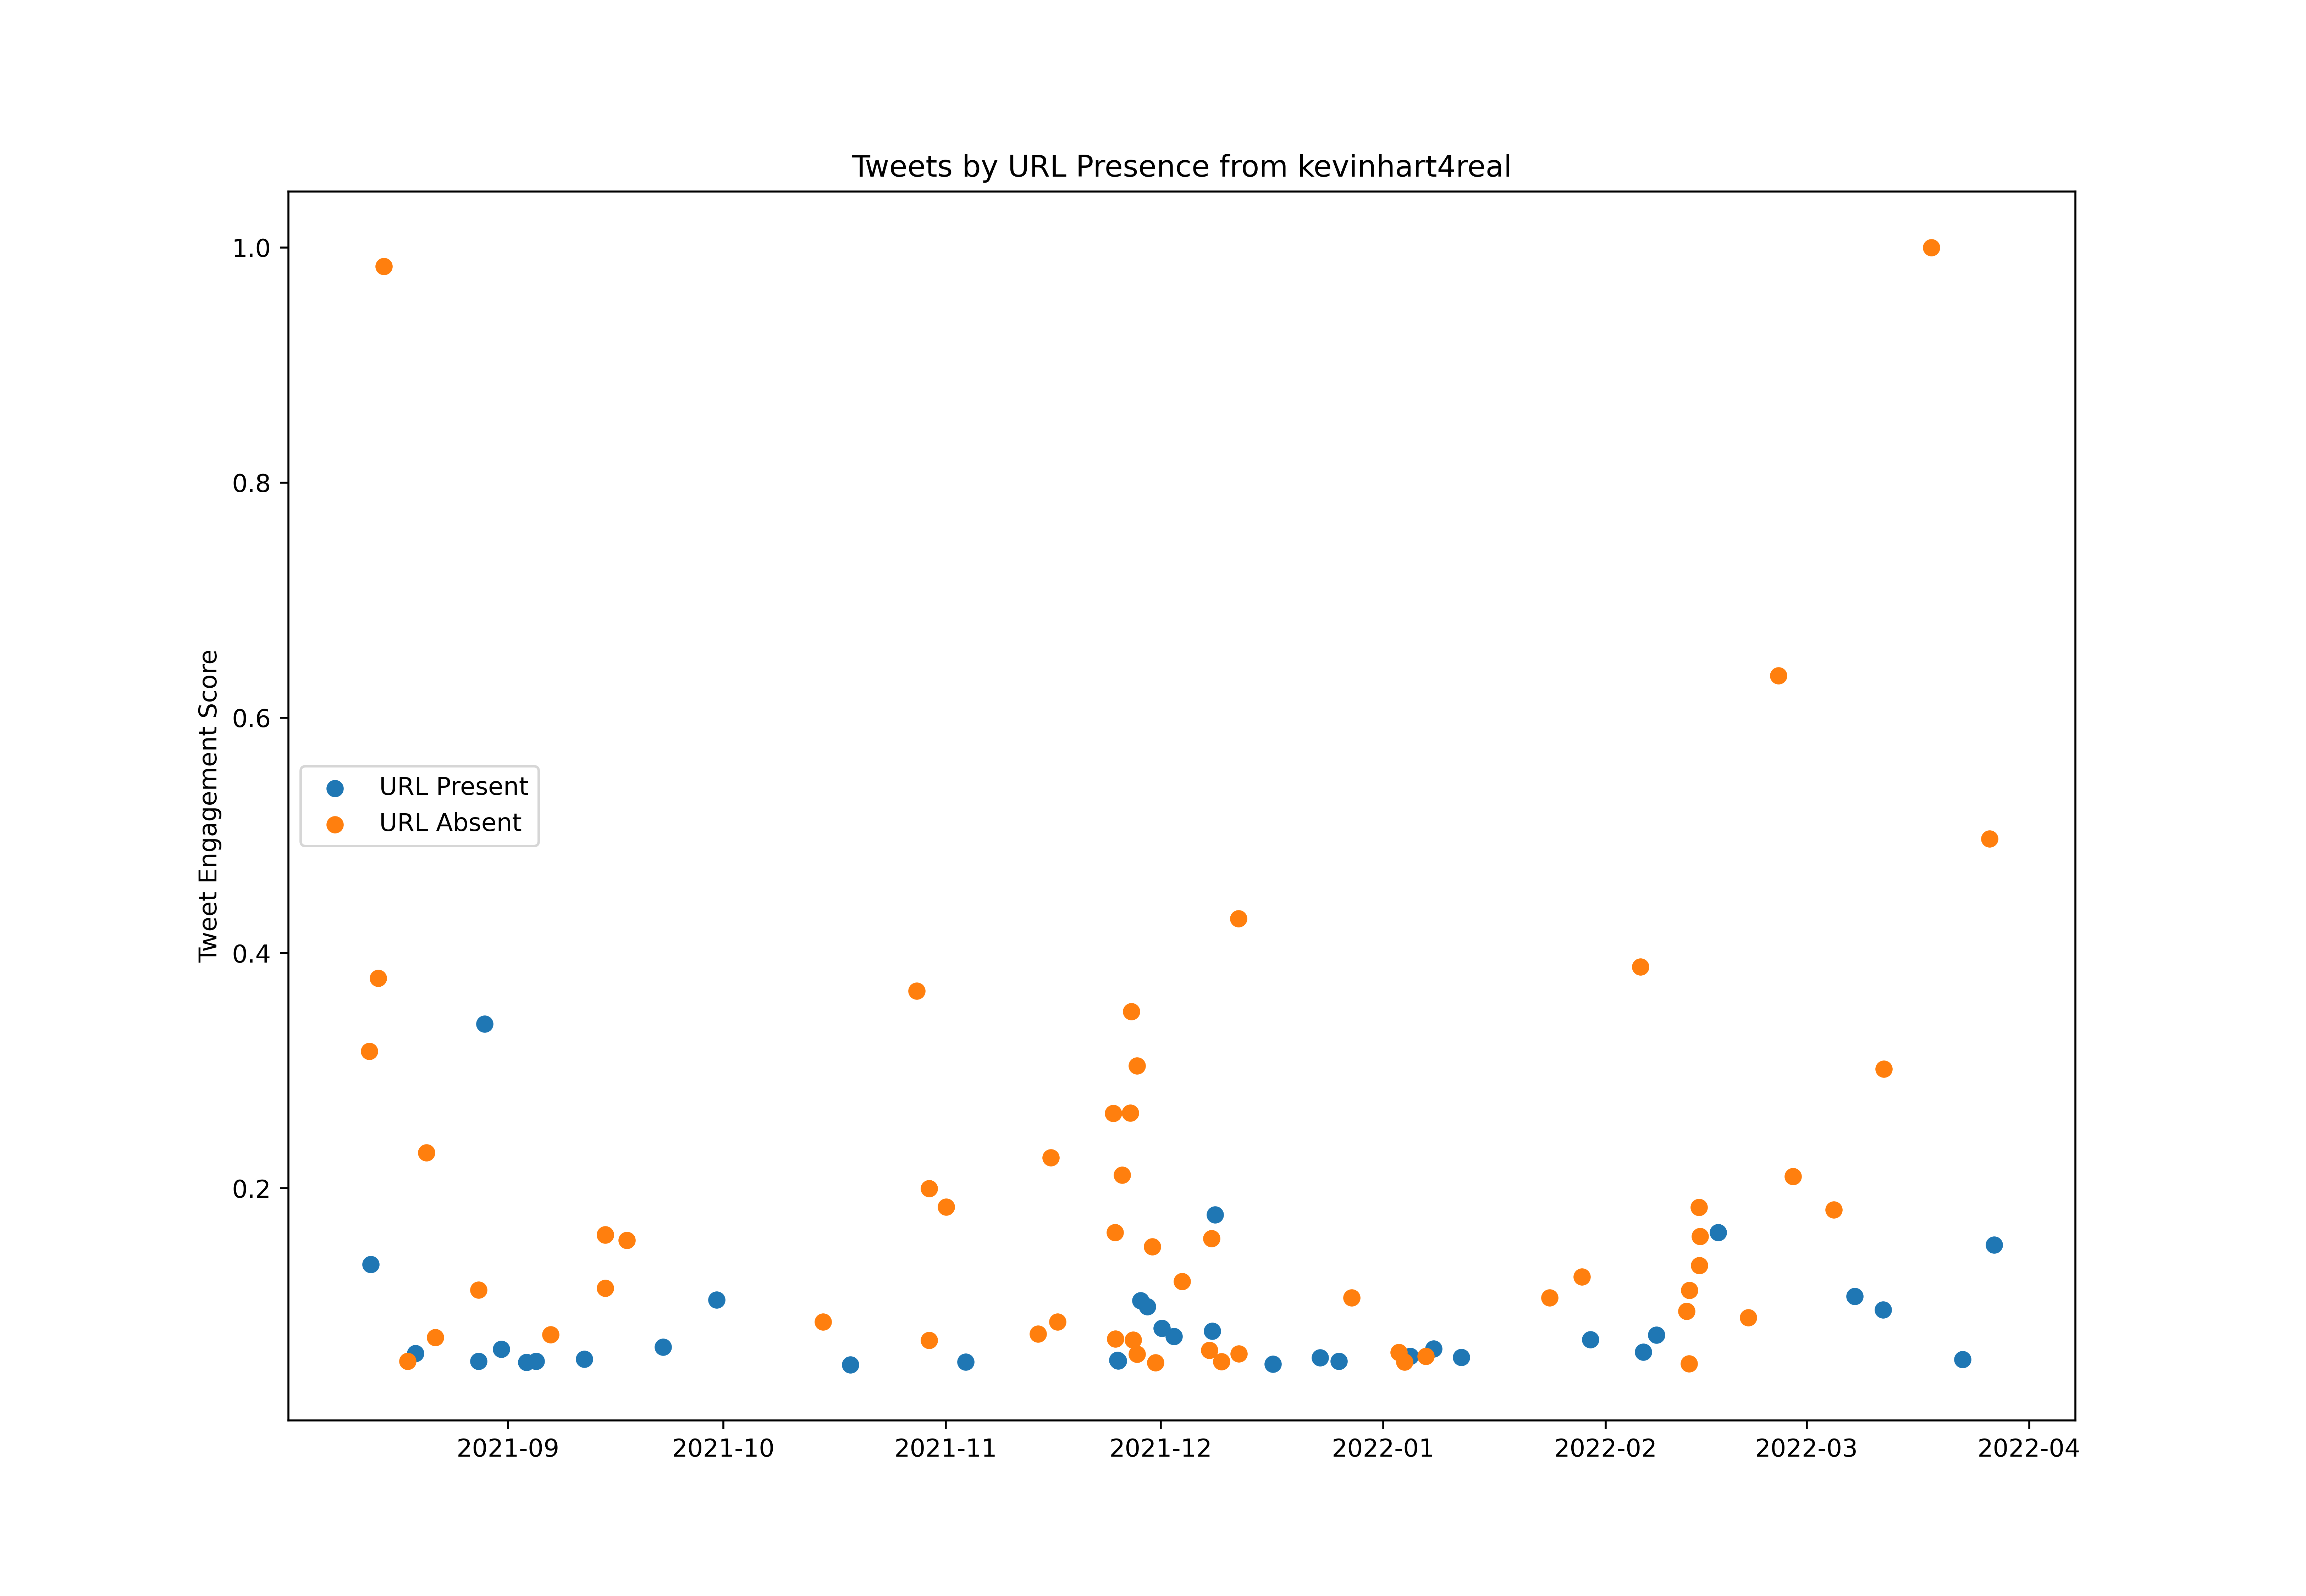 Tweets by URL Presence from kevinhart4real
1.0
0.8
0.6
0.4
0.2
Tweet Engagement Score
URL Present
URL Absent
2021-09 2021-10 2021-11 2021-12 2022-01 2022-02 2022-03 2022-04